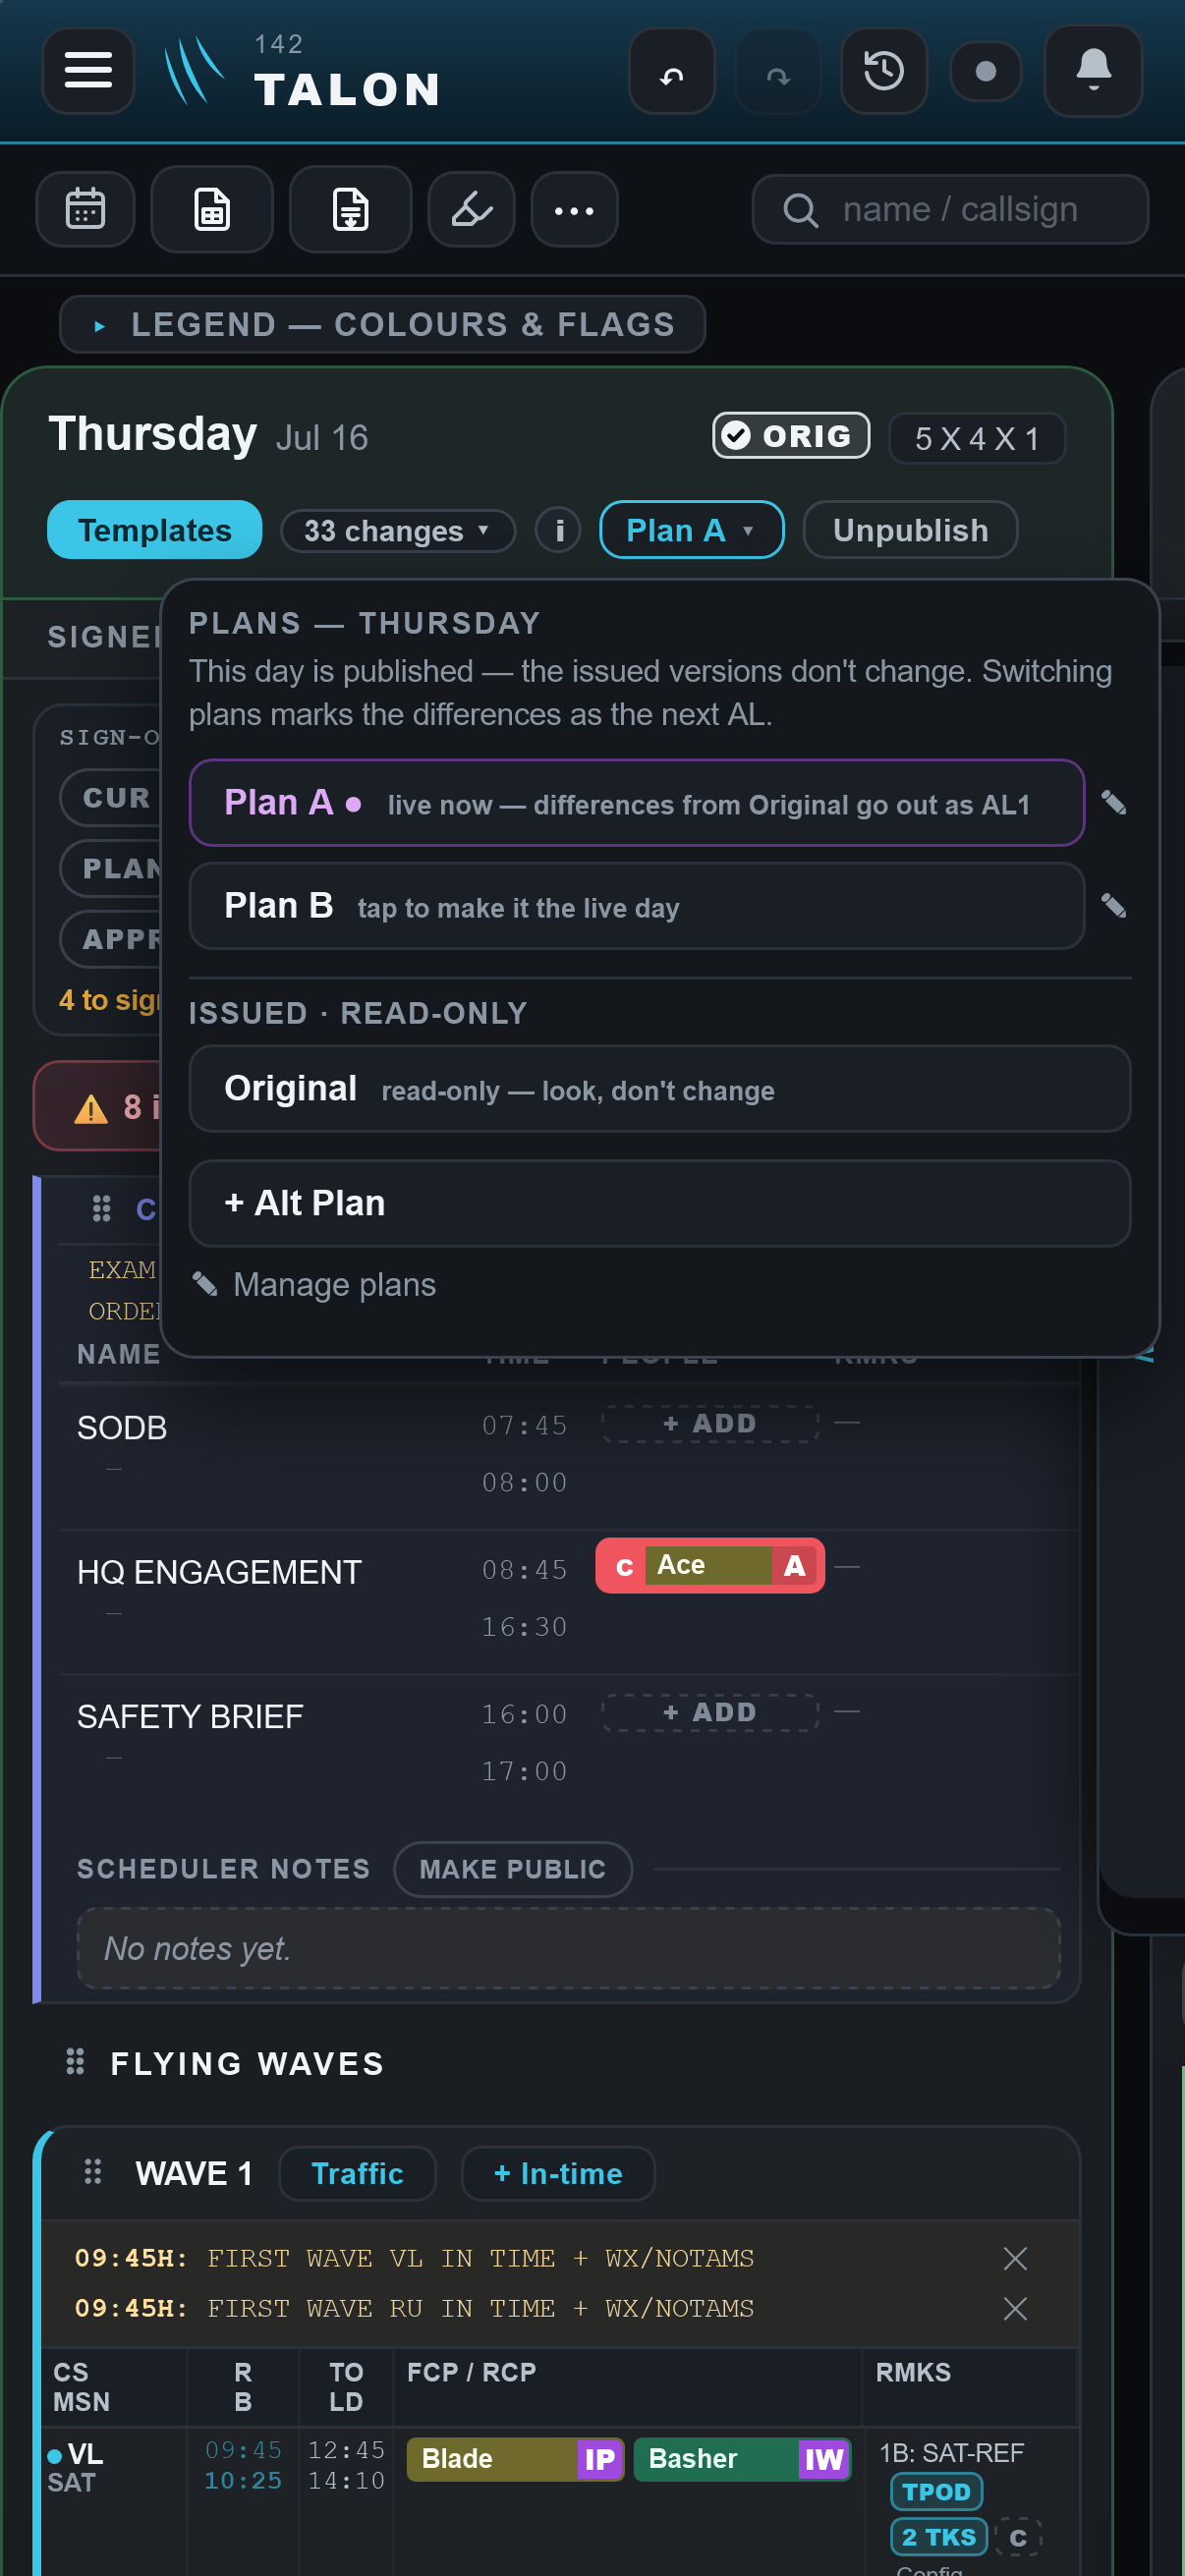 142
TALON
name / callsign
LEGEND — COLOURS & FLAGS
Thursday Jul 16
ORIG
5 X 4 X 1
Templates
33 changes
i
Plan A
Unpublish
SIGNE
PLANS — THURSDAY
This day is published — the issued versions don't change. Switching
plans marks the differences as the next AL.
SIGN-O
CUR
PLAN
APPR
4 to sign
Plan A ● live now — differences from Original go out as AL1
Plan B tap to make it the live day
ISSUED · READ-ONLY
Original read-only — look, don't change
+ Alt Plan
Manage plans
8 i
C
EXAM
ORDE
NAME
TIME
PEOPLE
RMKS
SODB
—
07:45
08:00
+ ADD
—
HQ ENGAGEMENT
—
08:45
16:30
C Ace A
—
SAFETY BRIEF
—
16:00
17:00
+ ADD
—
SCHEDULER NOTES
MAKE PUBLIC
No notes yet.
FLYING WAVES
WAVE 1
Traffic
+ In-time
09:45H: FIRST WAVE VL IN TIME + WX/NOTAMS
09:45H: FIRST WAVE RU IN TIME + WX/NOTAMS
CS
MSN
R
B
TO
LD
FCP / RCP
RMKS
VL
SAT
09:45
10:25
12:45
14:10
Blade IP
Basher IW
1B: SAT-REF
TPOD
2 TKS
C
Config